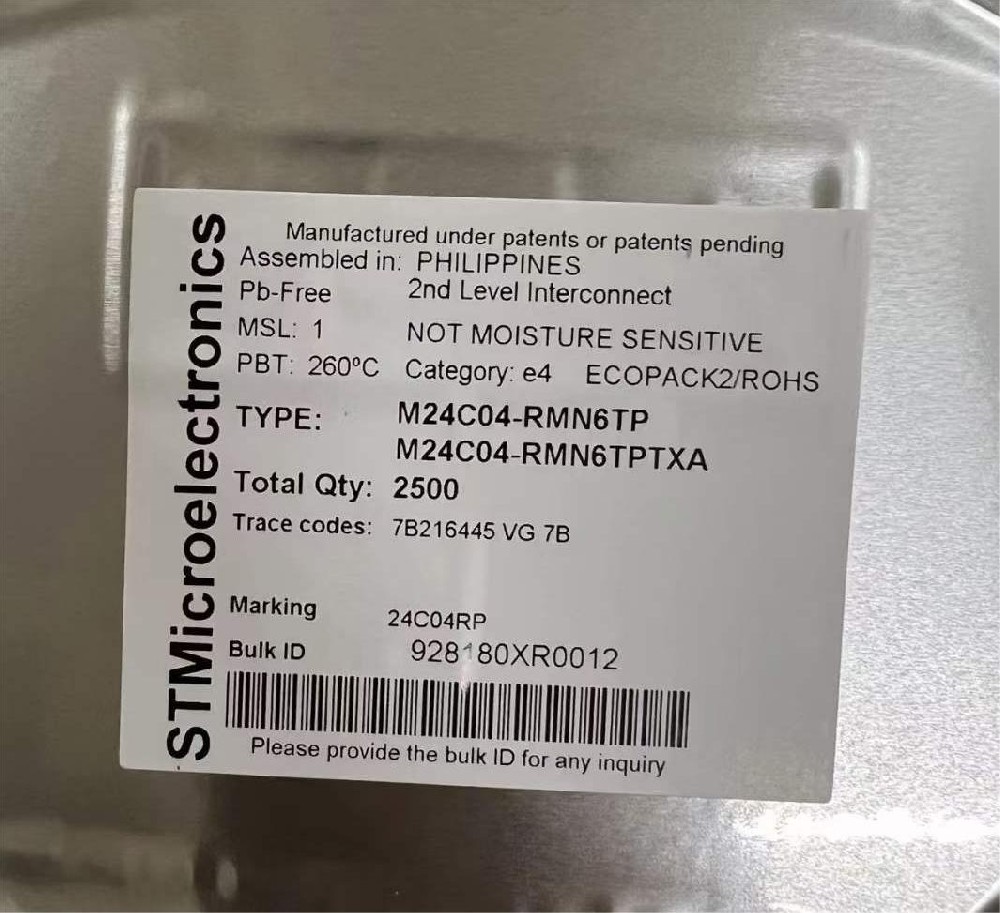 STMicroelectronics
Manufactured under patents or patents pending
Assembled in: PHILIPPINES
Pb-Free 2nd Level Interconnect
MSL: 1 NOT MOISTURE SENSITIVE
PBT: 260ºC Category: e4 ECOPACK2/ROHS
TYPE: M24C04-RMN6TP
M24C04-RMN6TPTXA
Total Qty: 2500
Trace codes: 7B216445 VG 7B
Marking 24C04RP
Bulk ID 928180XR0012
Please provide the bulk ID for any inquiry